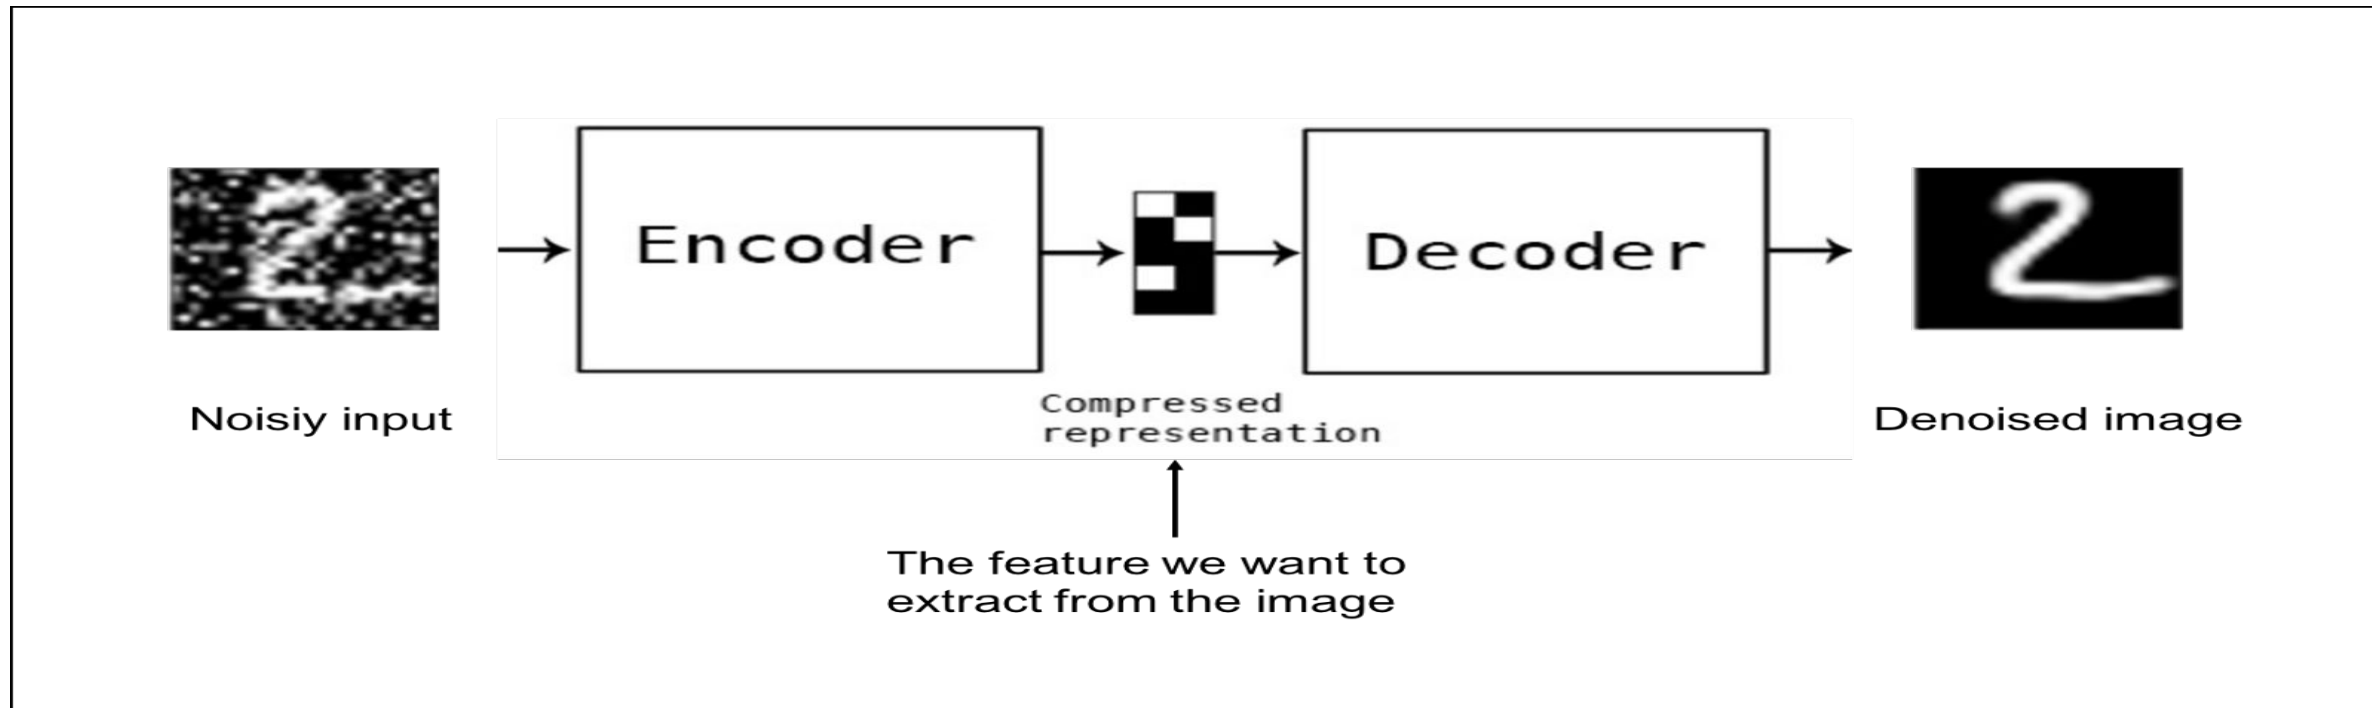 Encoder
Decoder
Compressed
representation
Noisiy input
Denoised image
The feature we want to
extract from the image